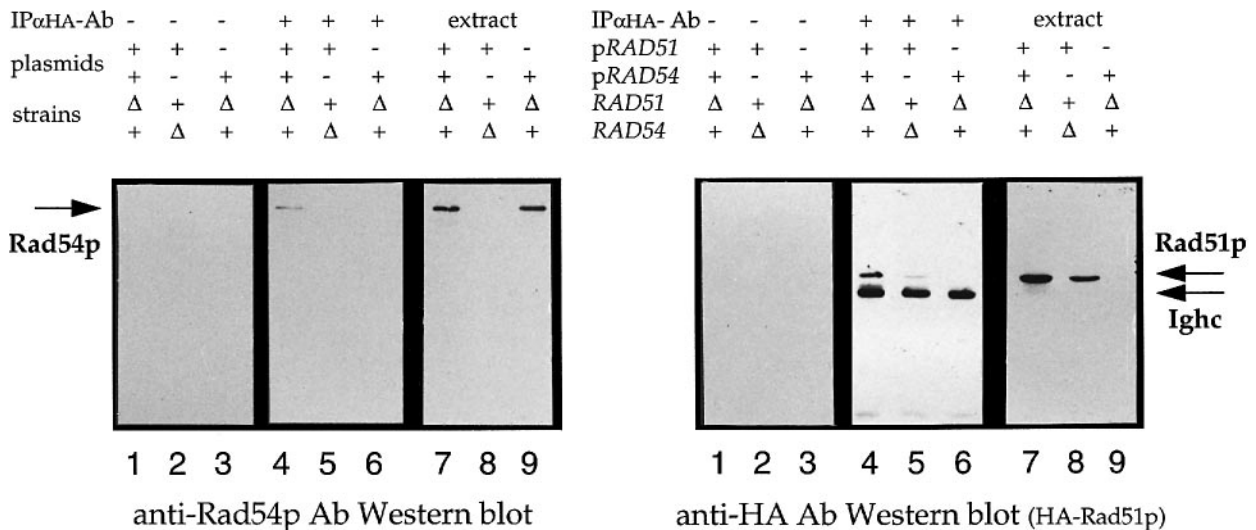 IPαHA-Ab - - - + + + extract
plasmids + + - + + - + + -
+ - + + - + + - +
strains Δ + Δ Δ + Δ Δ + Δ
+ Δ + + Δ + + Δ +
Rad54p
1 2 3 4 5 6 7 8 9
anti-Rad54p Ab Western blot
IPαHA- Ab - - - + + + extract
pRAD51 + + - + + - + + -
pRAD54 + - + + - + + - +
RAD51 Δ + Δ Δ + Δ Δ + Δ
RAD54 + Δ + + Δ + + Δ +
Rad51p
Ighc
1 2 3 4 5 6 7 8 9
anti-HA Ab Western blot (HA-Rad51p)